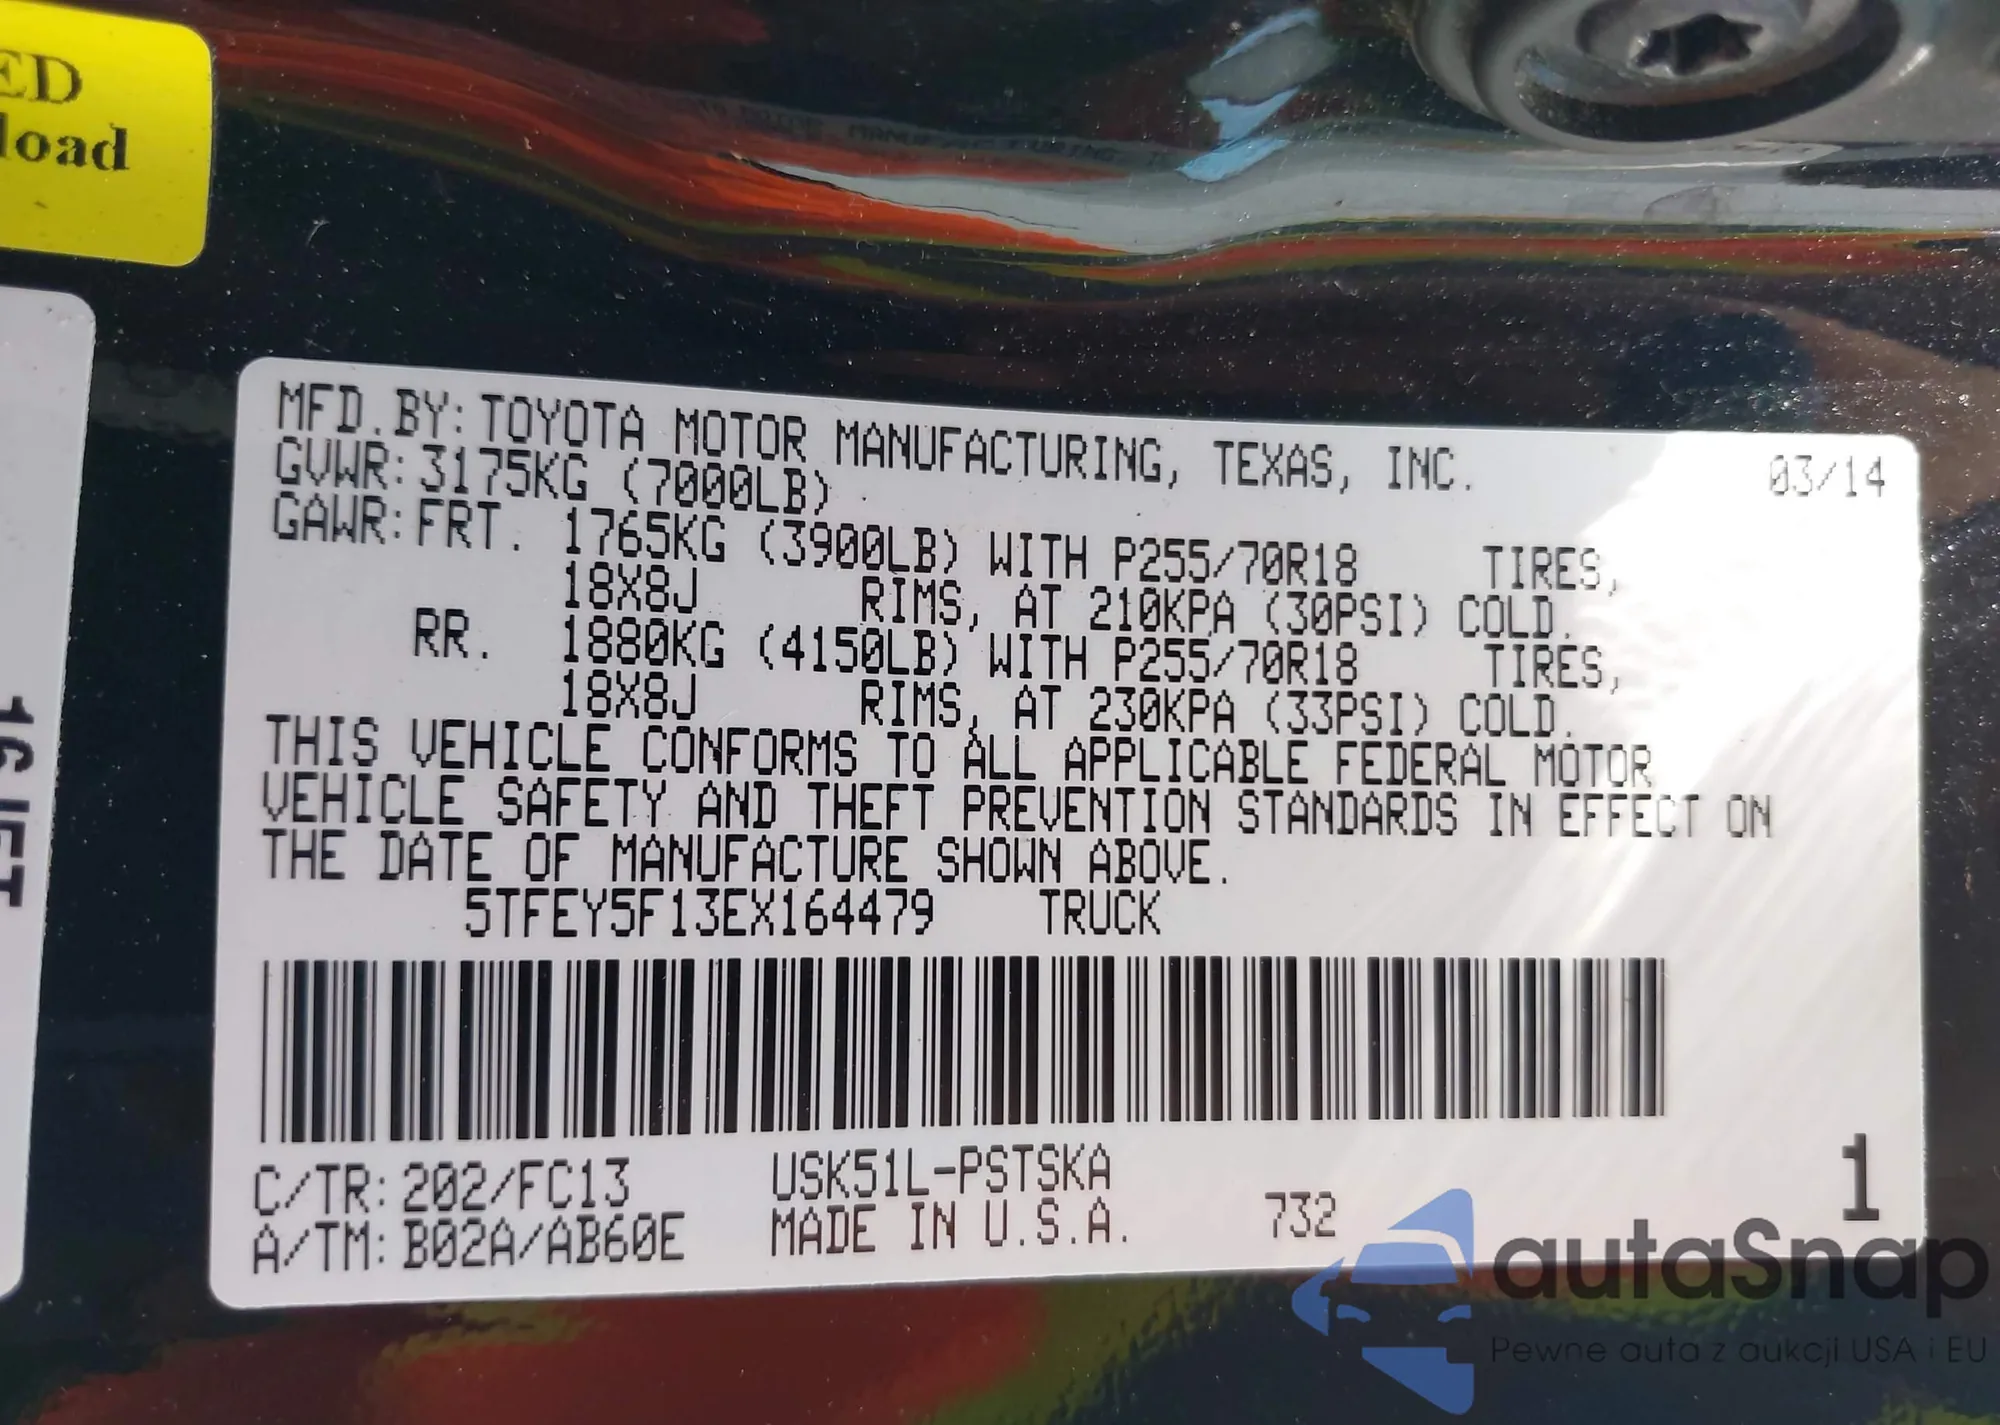 ED
load
16 JET
MFD.BY: TOYOTA MOTOR MANUFACTURING, TEXAS, INC. 03/14
GVWR: 3175KG (7000LB)
GAWR: FRT. 1765KG (3900LB) WITH P255/70R18 TIRES,
18X8J RIMS, AT 210KPA (30PSI) COLD.
RR. 1880KG (4150LB) WITH P255/70R18 TIRES,
18X8J RIMS, AT 230KPA (33PSI) COLD.
THIS VEHICLE CONFORMS TO ALL APPLICABLE FEDERAL MOTOR
VEHICLE SAFETY AND THEFT PREVENTION STANDARDS IN EFFECT ON
THE DATE OF MANUFACTURE SHOWN ABOVE.
5TFEY5F13EX164479 TRUCK
C/TR: 202/FC13 USK51L-PSTSKA
A/TM: B02A/AB60E MADE IN U.S.A. 732 1
autaSnap
Pewne auta z aukcji USA i EU